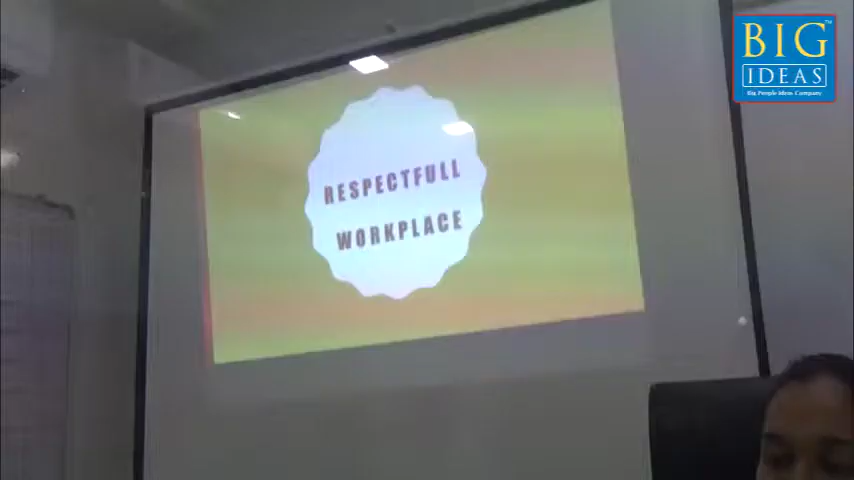 BIG
IDEAS
Big People Ideas Company
RESPECTFULL
WORKPLACE